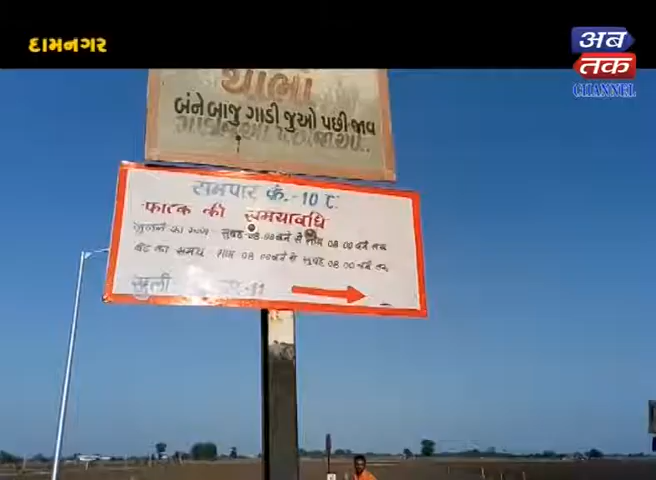 દામનગર
અબ
તક
CHANNEL
થોભો
બંને બાજુ ગાડી જુઓ પછી જાવ
समपार क्रं.-10 C
फाटक की समयावधि
खुलने का समय सुबह 08.00 बजे से शाम 08.00 बजे तक
बंद का समय शाम 08.00 बजे से सुबह 08.00 बजे तक